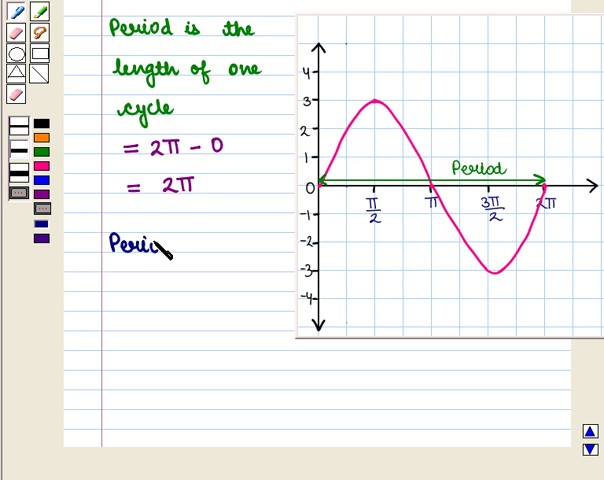 Period is the
length of one
cycle
= 2π - 0
= 2π
Peri
4
3
2
1
0
-1
-2
-3
-4
Period
π/2
π
3π/2
2π